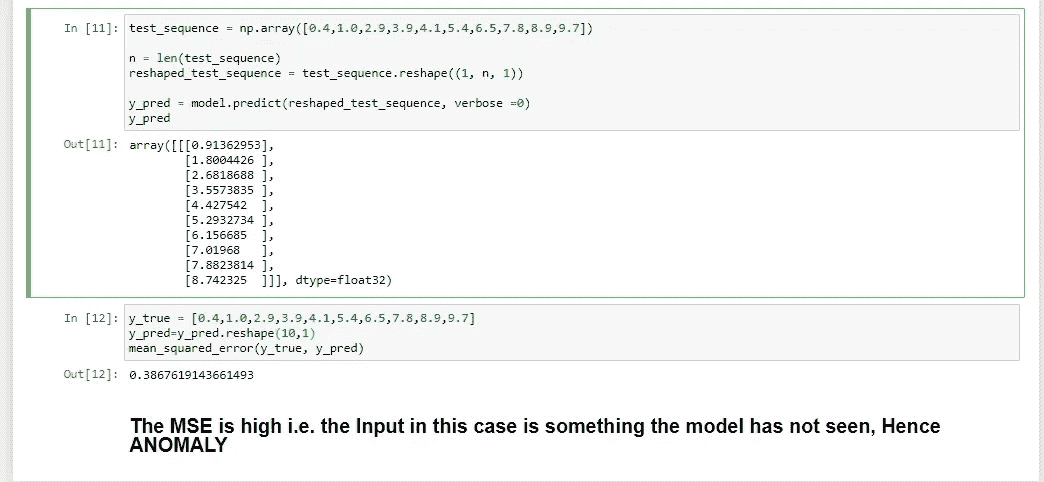 In [11]: test_sequence = np.array([0.4,1.0,2.9,3.9,4.1,5.4,6.5,7.8,8.9,9.7])
n = len(test_sequence)
reshaped_test_sequence = test_sequence.reshape((1, n, 1))
y_pred = model.predict(reshaped_test_sequence, verbose =0)
y_pred
Out[11]: array([[[0.91362953],
[1.8004426 ],
[2.6818688 ],
[3.5573835 ],
[4.427542  ],
[5.2932734 ],
[6.156685  ],
[7.01968   ],
[7.8823814 ],
[8.742325  ]]], dtype=float32)
In [12]: y_true = [0.4,1.0,2.9,3.9,4.1,5.4,6.5,7.8,8.9,9.7]
y_pred=y_pred.reshape(10,1)
mean_squared_error(y_true, y_pred)
Out[12]: 0.3867619143661493
The MSE is high i.e. the Input in this case is something the model has not seen, Hence
ANOMALY